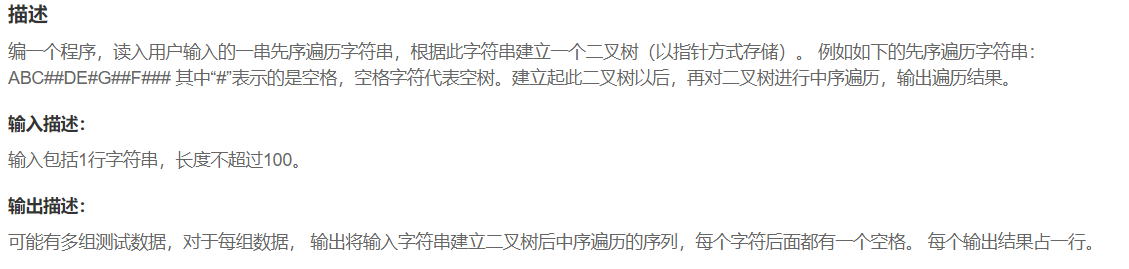 描述
编一个程序，读入用户输入的一串先序遍历字符串，根据此字符串建立一个二叉树（以指针方式存储）。 例如如下的先序遍历字符串：
ABC##DE#G##F### 其中“#”表示的是空格，空格字符代表空树。建立起此二叉树以后，再对二叉树进行中序遍历，输出遍历结果。
输入描述：
输入包括1行字符串，长度不超过100。
输出描述：
可能有多组测试数据，对于每组数据， 输出将输入字符串建立二叉树后中序遍历的序列，每个字符后面都有一个空格。 每个输出结果占一行。